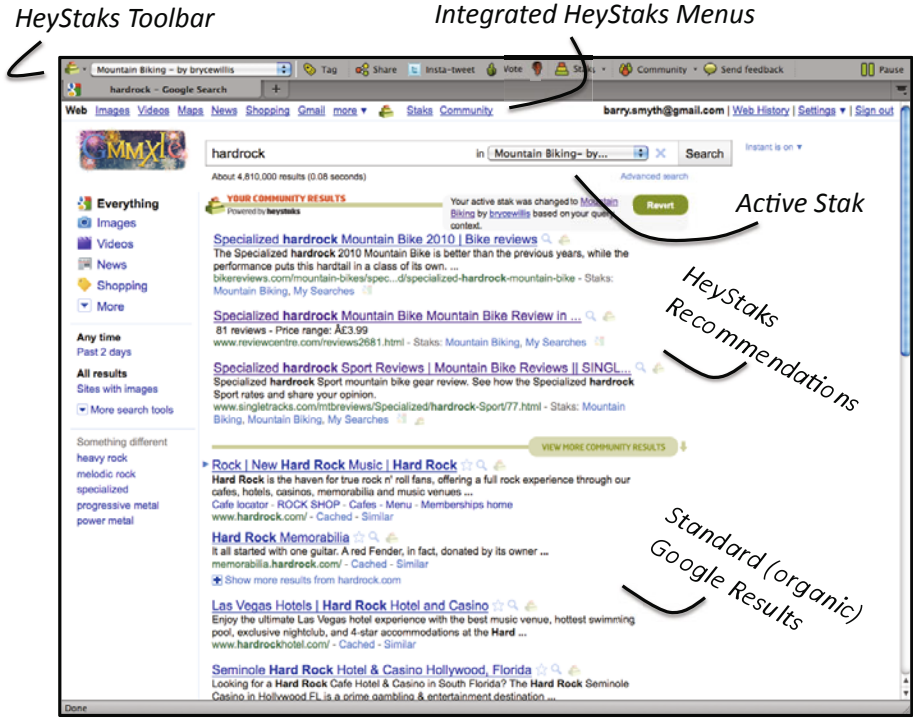 HeyStaks Toolbar
Integrated HeyStaks Menus
Mountain Biking - by brycewillis
Tag
Share
Insta-tweet
Vote
Staks
Community
Send feedback
Pause
hardrock - Google Search
+
Web Images Videos Maps News Shopping Gmail more ▼ Staks Community
barry.smyth@gmail.com | Web History | Settings ▼ | Sign out
GMMXIC
hardrock
in Mountain Biking- by...
Search
Instant is on ▼
About 4,810,000 results (0.08 seconds)
Advanced search
Active Stak
Everything
Images
Videos
News
Shopping
More
Any time
Past 2 days
All results
Sites with images
More search tools
Something different
heavy rock
melodic rock
specialized
progressive metal
power metal
YOUR COMMUNITY RESULTS
Powered by heystaks
Your active stak was changed to Mountain
Biking by brycewillis based on your query
context.
Revert
Specialized hardrock Mountain Bike 2010 | Bike reviews
The Specialized hardrock 2010 Mountain Bike is better than the previous years, while the
performance puts this hardtail in a class of its own. ...
bikereviews.com/mountain-bikes/spec...d/specialized-hardrock-mountain-bike - Staks:
Mountain Biking, My Searches
Specialized hardrock Mountain Bike Mountain Bike Review in ...
81 reviews - Price range: Â£3.99
www.reviewcentre.com/reviews2681.html - Staks: Mountain Biking, My Searches
Specialized hardrock Sport Reviews | Mountain Bike Reviews || SINGL...
Specialized hardrock Sport mountain bike gear review. See how the Specialized hardrock
Sport rates and share your opinion.
www.singletracks.com/mtbreviews/Specialized/hardrock-Sport/77.html - Staks: Mountain
Biking, Mountain Biking, My Searches
HeyStaks
Recommendations
VIEW MORE COMMUNITY RESULTS
Rock | New Hard Rock Music | Hard Rock
Hard Rock is the haven for true rock n' roll fans, offering a full rock experience through our
cafes, hotels, casinos, memorabilia and music venues ...
Cafe locator - ROCK SHOP - Cafes - Menu - Memberships home
www.hardrock.com/ - Cached - Similar
Hard Rock Memorabilia
It all started with one guitar. A red Fender, in fact, donated by its owner ...
memorabilia.hardrock.com/ - Cached - Similar
Show more results from hardrock.com
Las Vegas Hotels | Hard Rock Hotel and Casino
Enjoy the ultimate Las Vegas hotel experience with the best music venue, hottest swimming
pool, exclusive nightclub, and 4-star accommodations at the Hard ...
www.hardrockhotel.com/ - Cached - Similar
Seminole Hard Rock Hotel & Casino Hollywood, Florida
Looking for a Hard Rock Cafe Hotel & Casino in South Florida? The Hard Rock Seminole
Casino in Hollywood FL is a prime gambling & entertainment destination ...
Standard (organic)
Google Results
Done